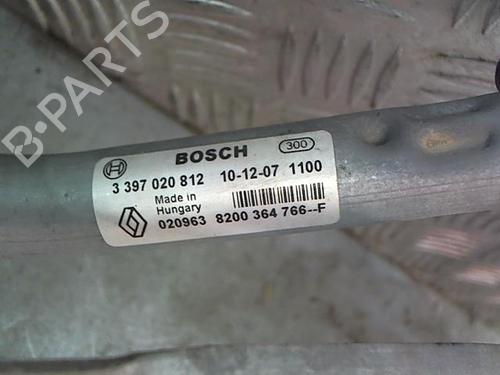 B-PARTS
BOSCH 300
3 397 020 812 10-12-07 1100
Made in
Hungary
020963 8200 364 766--F